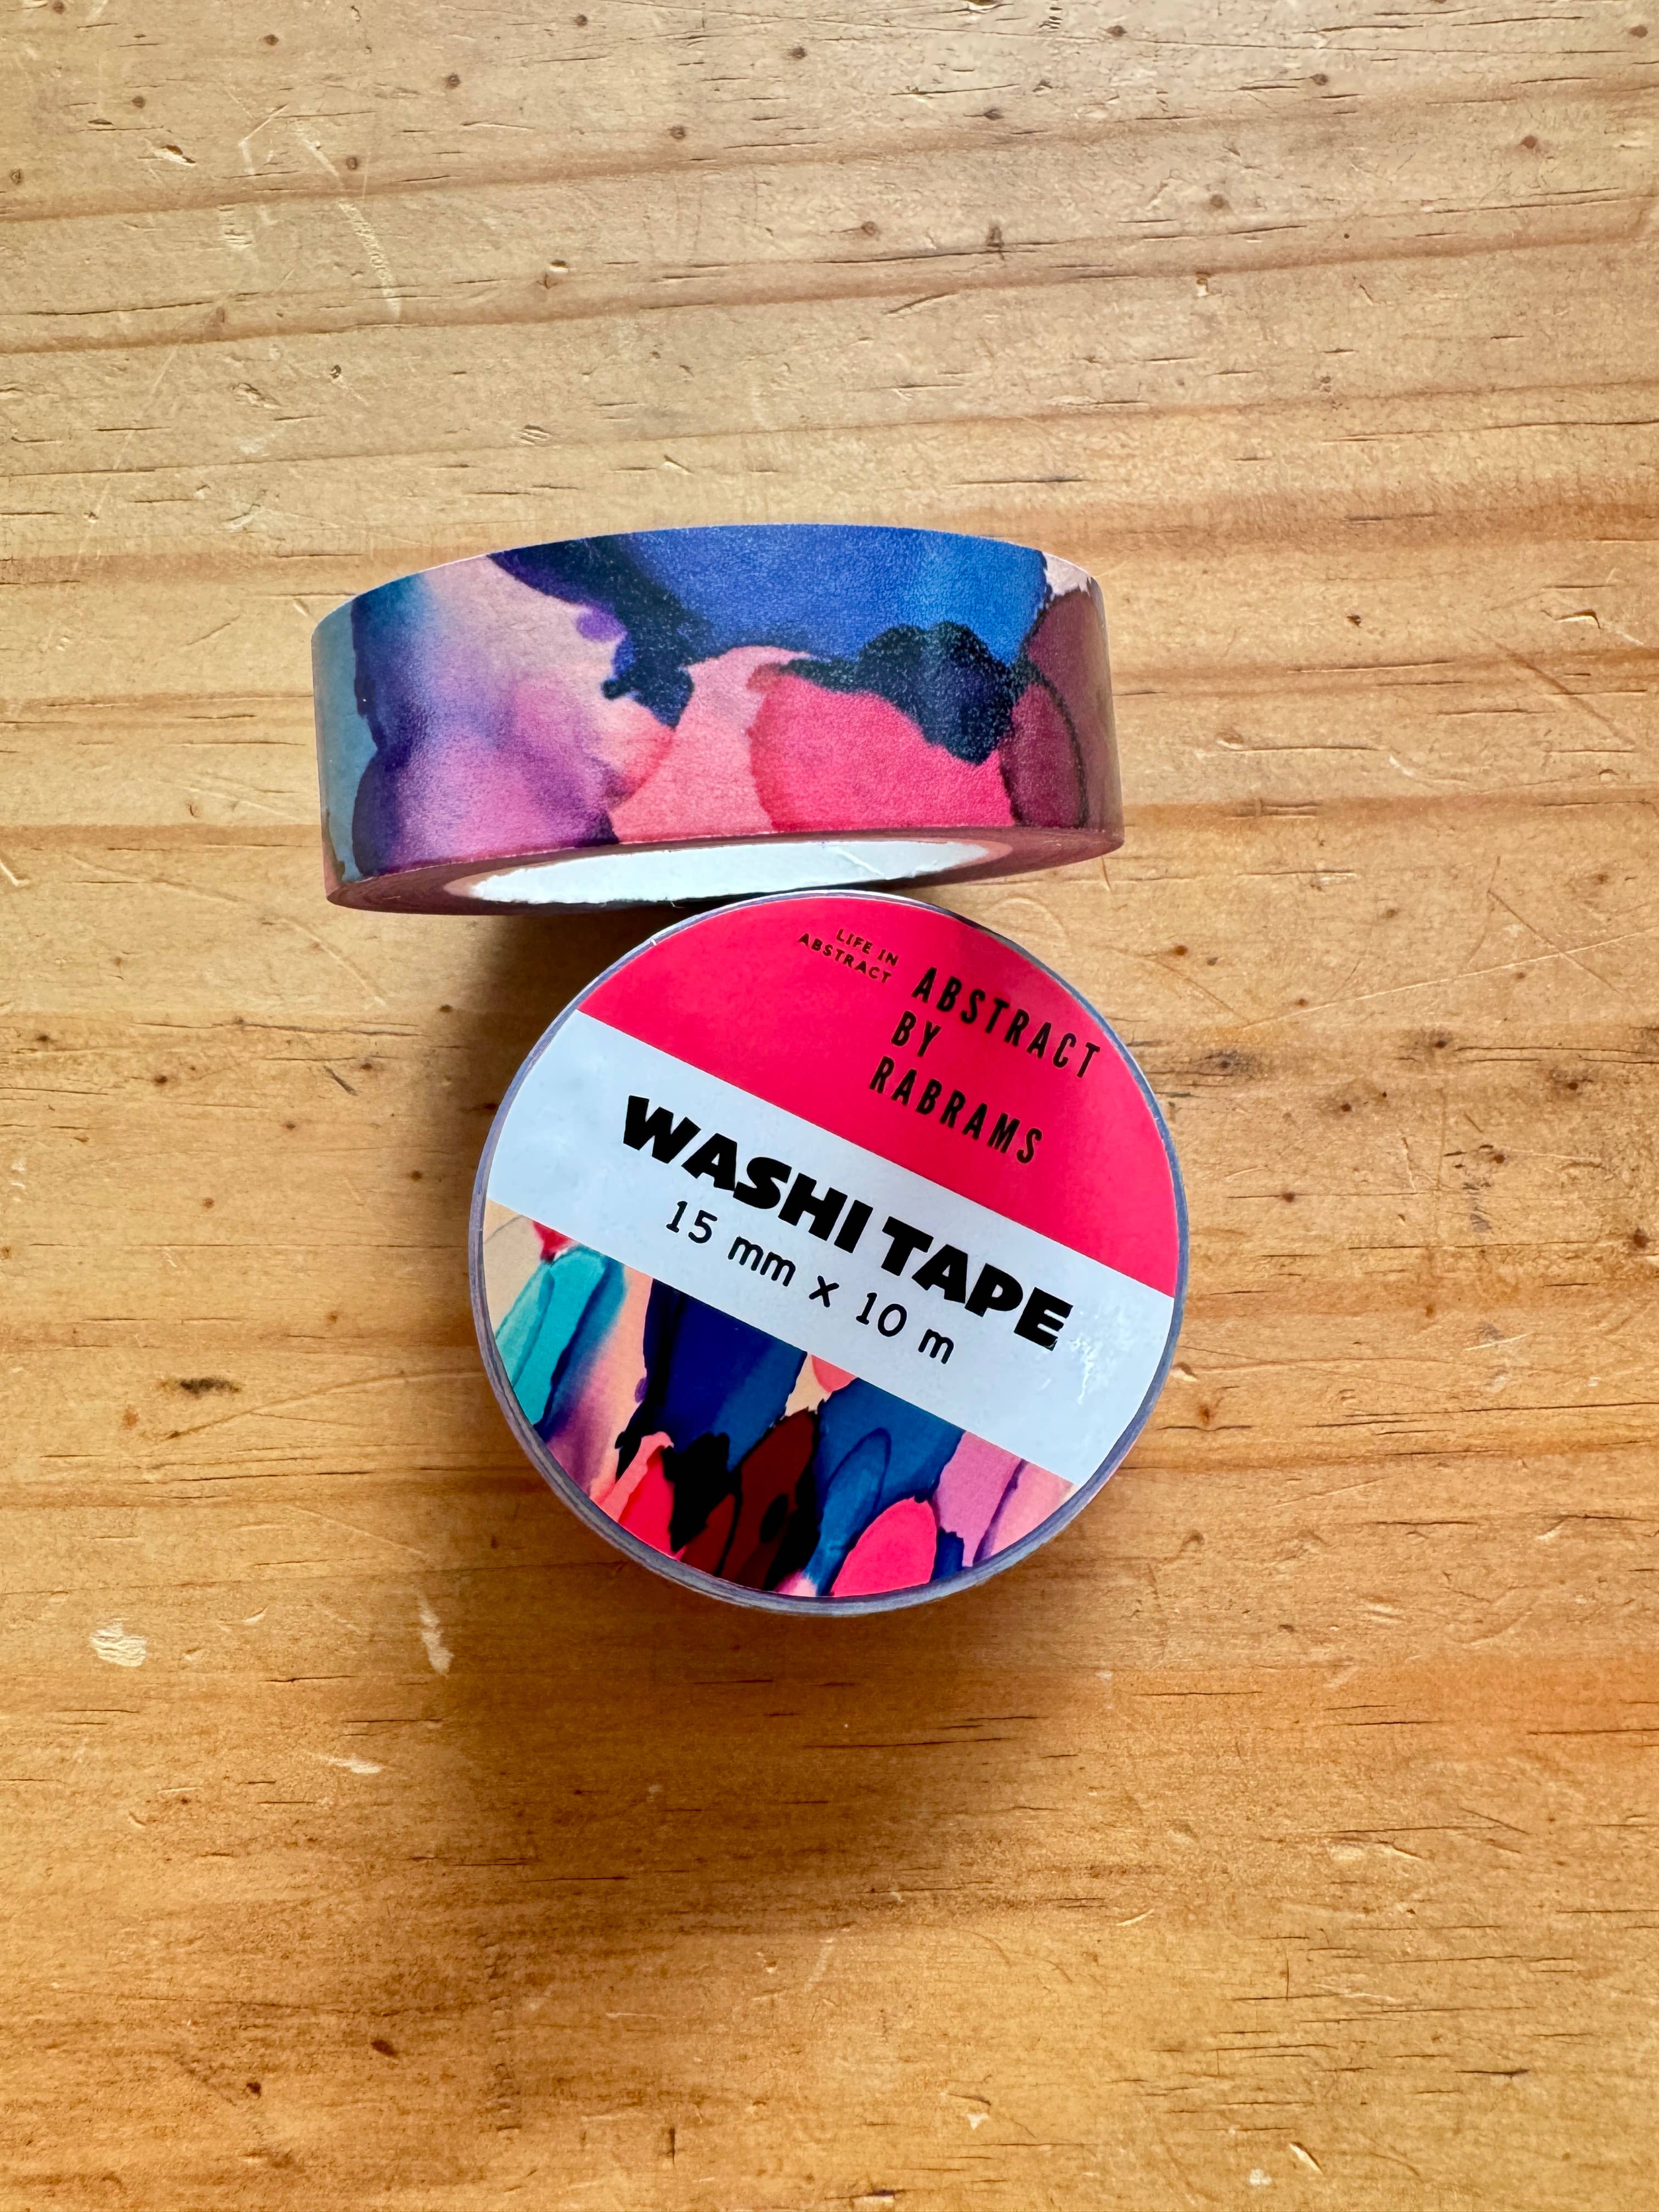 LIFE IN
ABSTRACT
ABSTRACT
BY
RABRAMS
WASHI TAPE
15 mm x 10 m